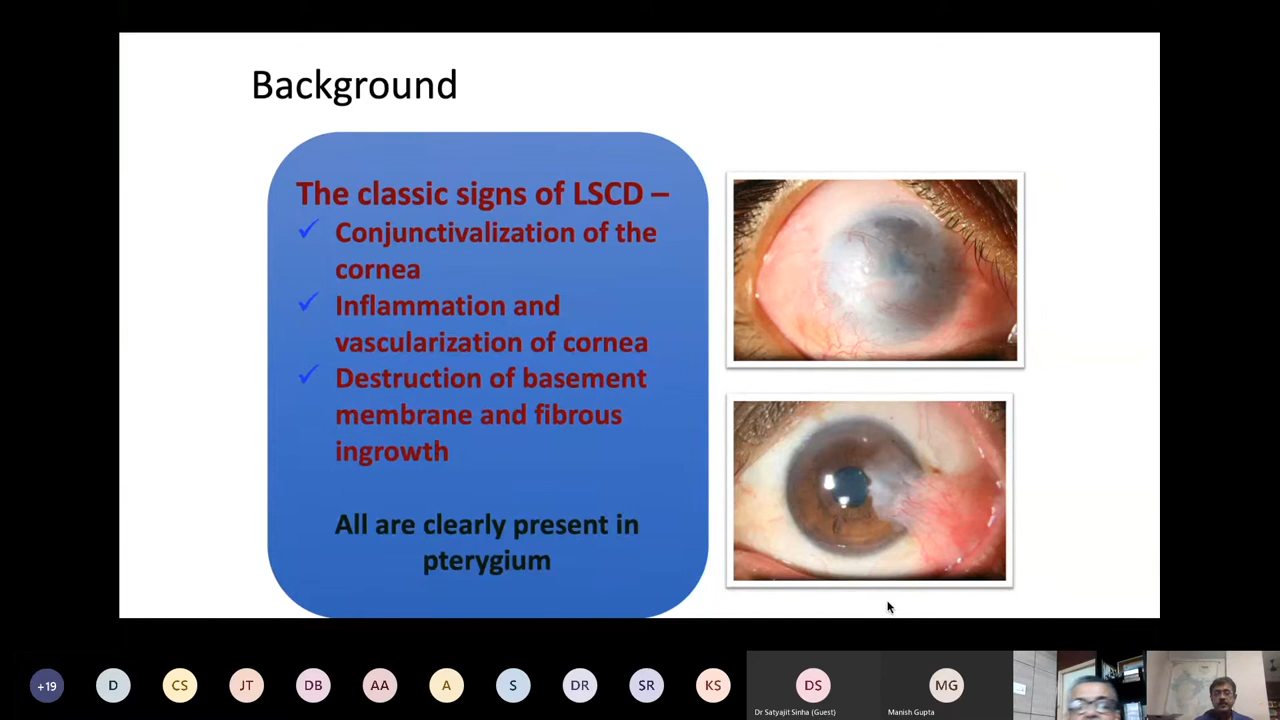 Background
The classic signs of LSCD –
✓ Conjunctivalization of the
cornea
✓ Inflammation and
vascularization of cornea
✓ Destruction of basement
membrane and fibrous
ingrowth
All are clearly present in
pterygium
+19
D
CS
JT
DB
AA
A
S
DR
SR
KS
DS
MG
Dr Satyajit Sinha (Guest)
Manish Gupta